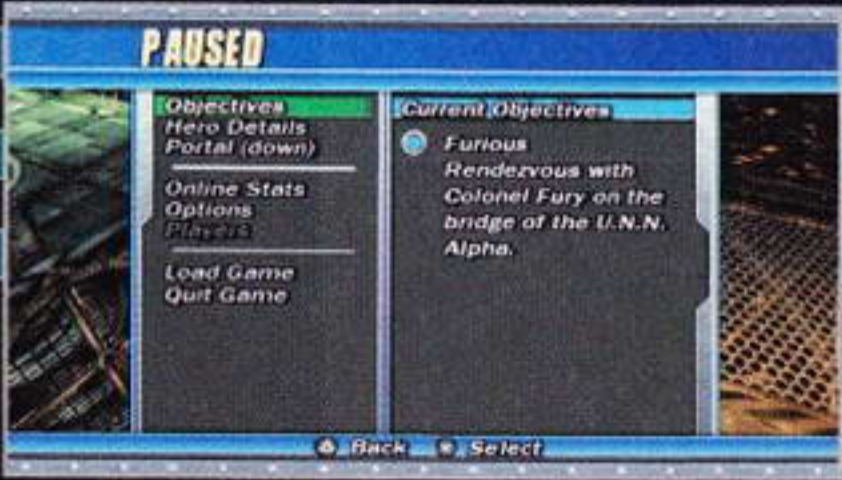 PAUSED
Objectives
Hero Details
Portal (down)
Online Stats
Options
Players
Load Game
Quit Game
Current Objectives
Furious
Rendezvous with
Colonel Fury on the
bridge of the U.N.N.
Alpha.
Back Select